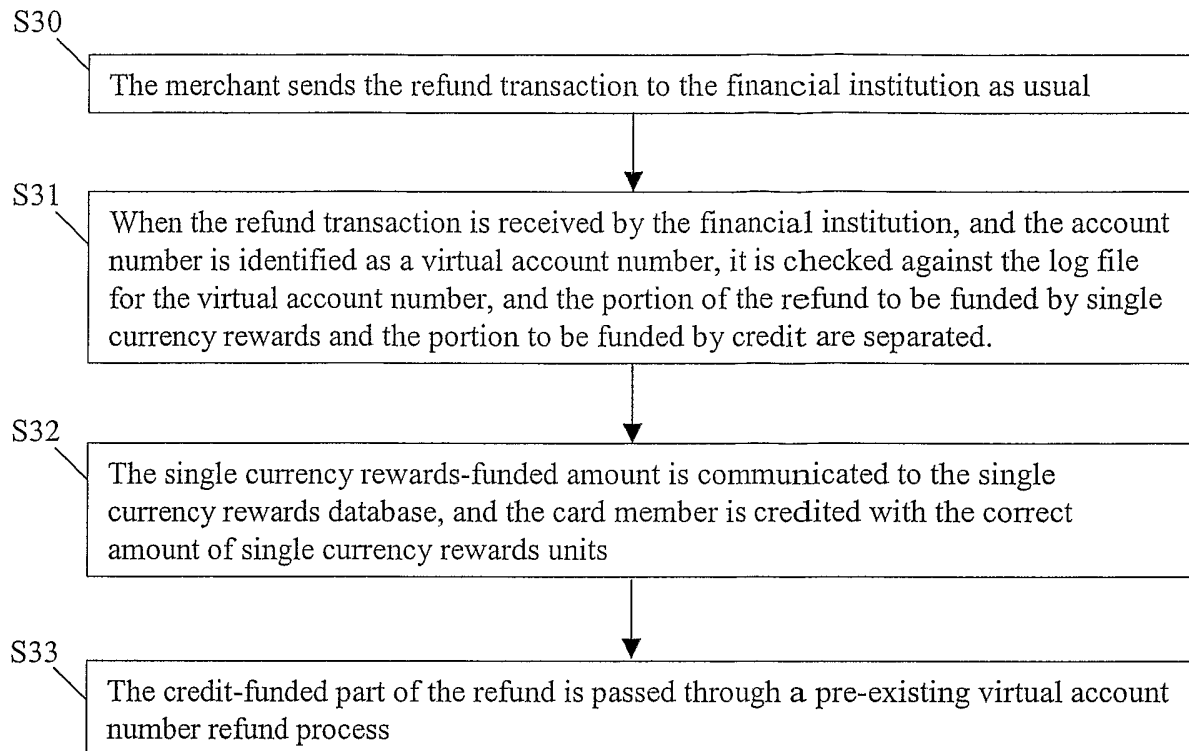 S30
The merchant sends the refund transaction to the financial institution as usual
S31
When the refund transaction is received by the financial institution, and the account
number is identified as a virtual account number, it is checked against the log file
for the virtual account number, and the portion of the refund to be funded by single
currency rewards and the portion to be funded by credit are separated.
S32
The single currency rewards-funded amount is communicated to the single
currency rewards database, and the card member is credited with the correct
amount of single currency rewards units
S33
The credit-funded part of the refund is passed through a pre-existing virtual account
number refund process